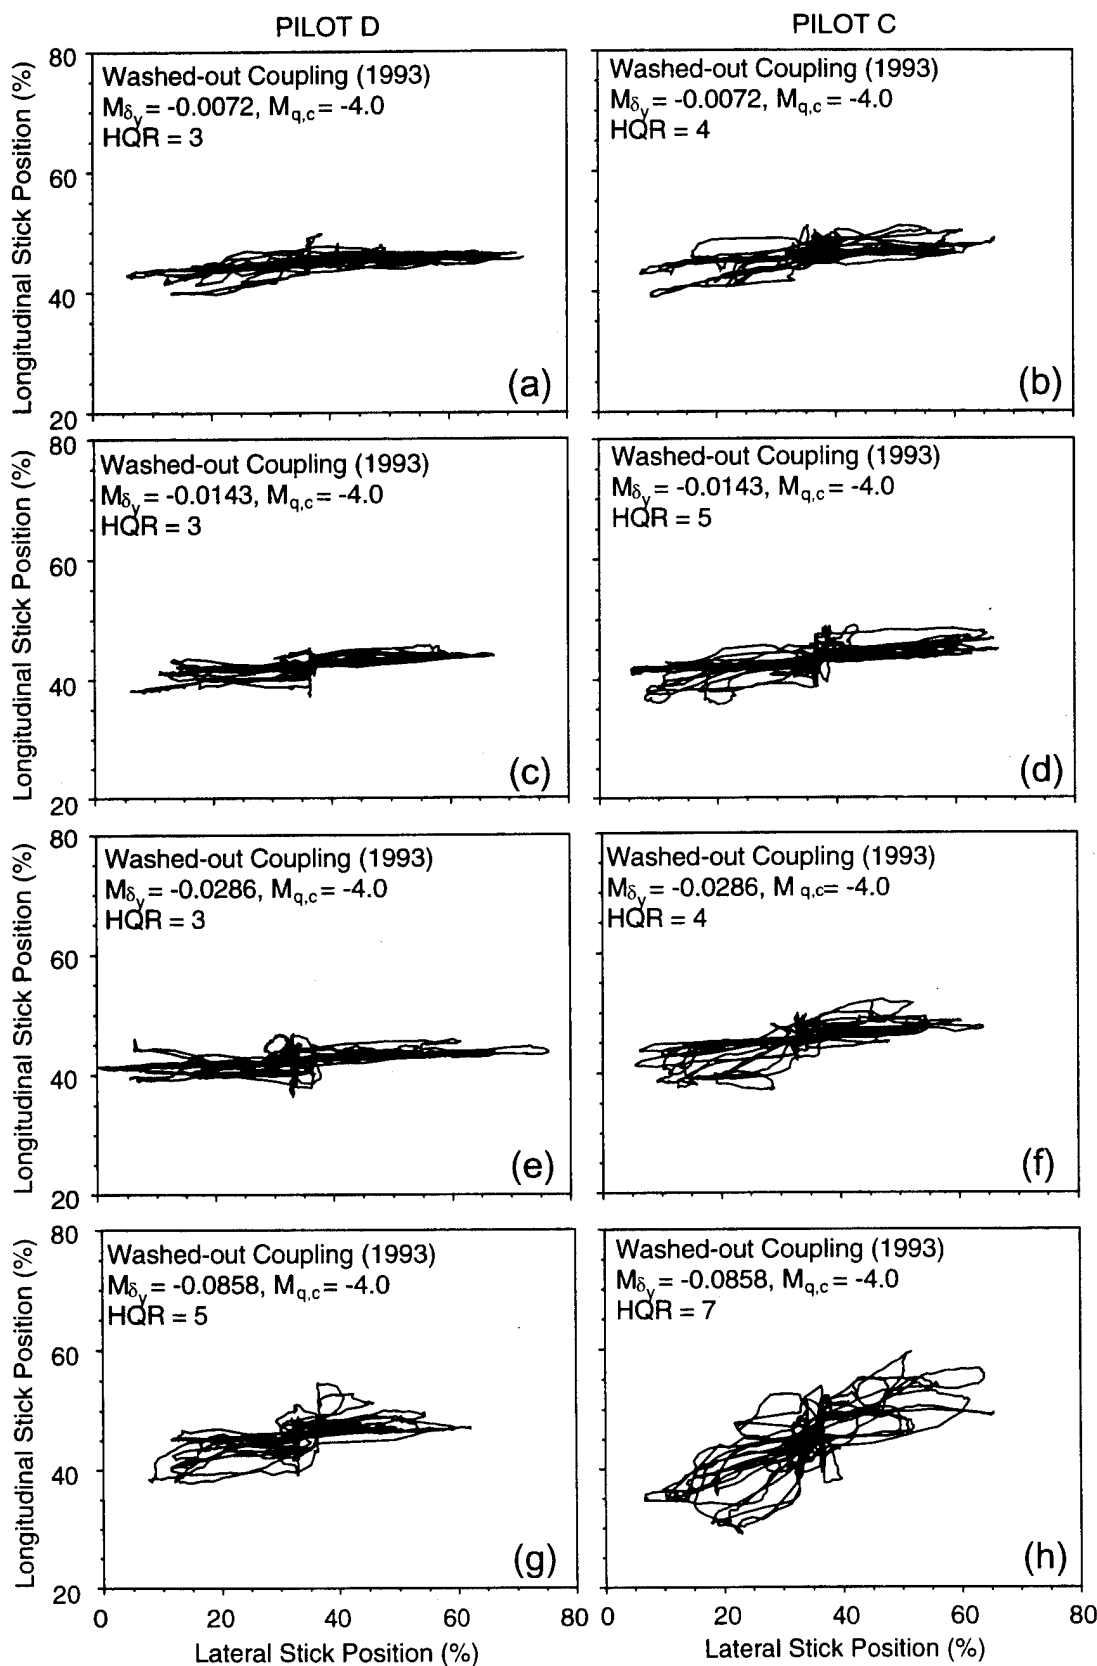 PILOT D
PILOT C
Longitudinal Stick Position (%)
80
60
40
20
Washed-out Coupling (1993)
Mδy = -0.0072, Mq,c = -4.0
HQR = 3
(a)
Washed-out Coupling (1993)
Mδy = -0.0072, Mq,c = -4.0
HQR = 4
(b)
Longitudinal Stick Position (%)
80
60
40
20
Washed-out Coupling (1993)
Mδy = -0.0143, Mq,c = -4.0
HQR = 3
(c)
Washed-out Coupling (1993)
Mδy = -0.0143, Mq,c = -4.0
HQR = 5
(d)
Longitudinal Stick Position (%)
80
60
40
20
Washed-out Coupling (1993)
Mδy = -0.0286, Mq,c = -4.0
HQR = 3
(e)
Washed-out Coupling (1993)
Mδy = -0.0286, M q,c = -4.0
HQR = 4
(f)
Longitudinal Stick Position (%)
80
60
40
20
Washed-out Coupling (1993)
Mδy = -0.0858, Mq,c = -4.0
HQR = 5
(g)
Washed-out Coupling (1993)
Mδy = -0.0858, Mq,c = -4.0
HQR = 7
(h)
0 20 40 60 80
Lateral Stick Position (%)
0 20 40 60 80
Lateral Stick Position (%)